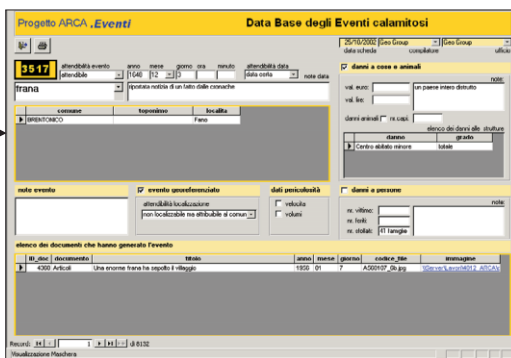 Progetto ARCA .Eventi
Data Base degli Eventi calamitosi
25/10/2002 Geo Group Geo Group
data scheda compilatore ufficio
3517
attendibilità evento anno mese giorno ora minuto attendibilità data
attendibile 1640 12 data certa note data
frana
riportata notizia di un fatto dalle cronache
danni a cose e animali
note:
val. euro: un paese intero distrutto
val. lire:
danni animali nr.capi:
elenco dei danni alle strutture
danno grado
Centro abitato minore totale
comune toponimo localita
BRENTONICO Fano
note evento
evento georeferenziato
attendibilità localizzazione
non localizzabile ma attribuibile al comun
dati pericolosità
velocita
volumi
danni a persone
note:
nr. vittime:
nr. feriti:
nr. sfollati: 41 famiglie
elenco dei documenti che hanno generato l'evento
ID_doc documento titolo anno mese giorno codice_file immagine
4300 Articoli Una enorme frana ha sepolto il villaggio 1950 01 7 AS00107_Gb.jpg
Record: 1 di 8132
Visualizzazione Maschera